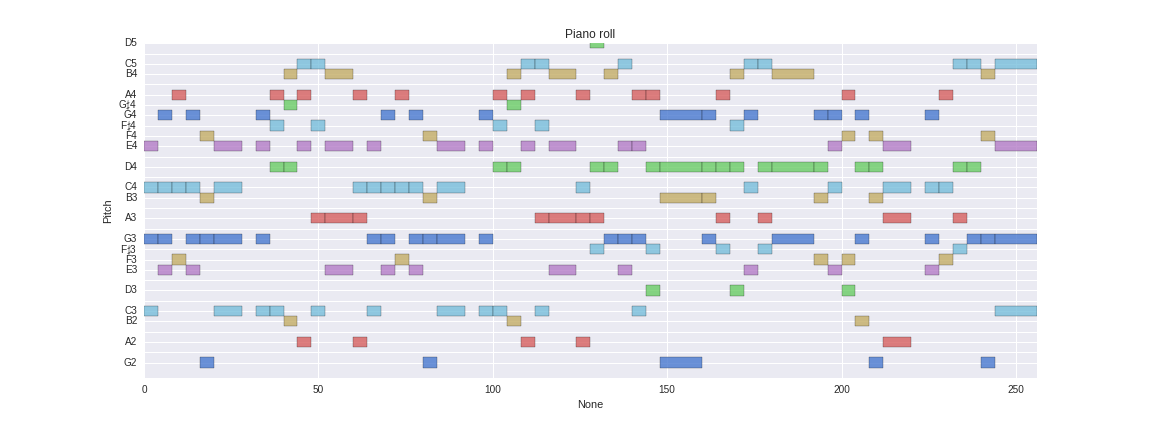 Piano roll
D5
C5
B4
A4
G♯4
G4
F♯4
F4
E4
D4
C4
B3
A3
G3
F♯3
F3
E3
D3
C3
B2
A2
G2
Pitch
0 50 100 150 200 250
None